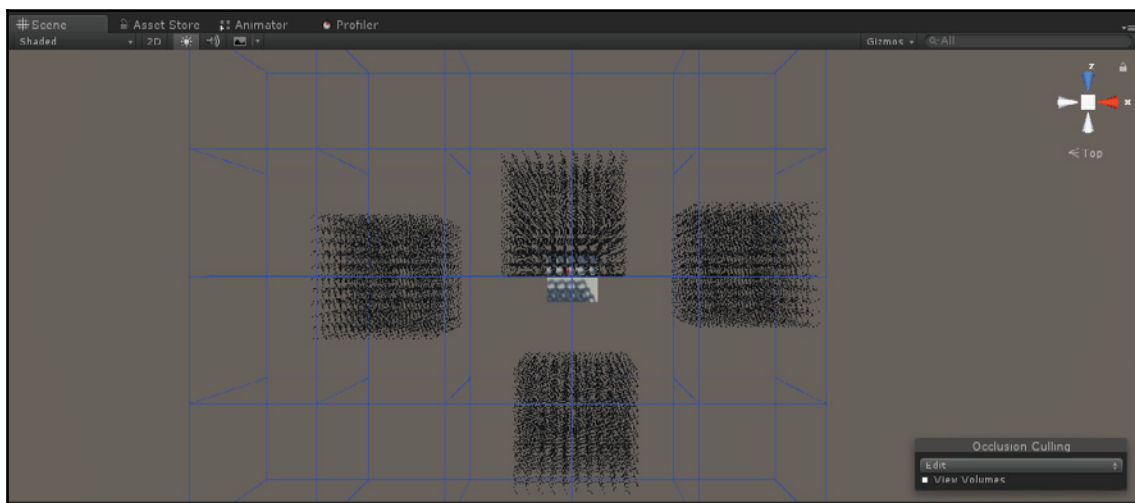 Scene Asset Store Animator Profiler
Shaded 2D Gizmos All
z
x
Top
Occlusion Culling
Edit
View Volumes